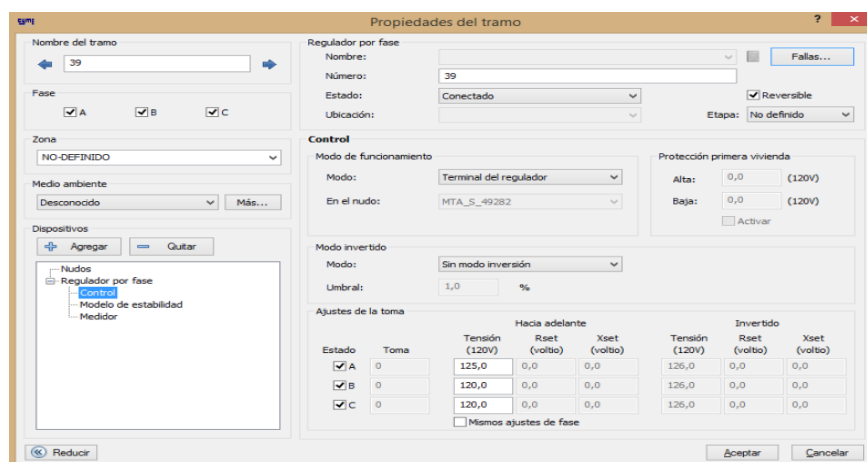 CYME
Propiedades del tramo
? ×
Nombre del tramo
39
Fase
A B C
Zona
NO-DEFINIDO
Medio ambiente
Desconocido
Más...
Dispositivos
Agregar
Quitar
Nudos
Regulador por fase
Control
Modelo de estabilidad
Medidor
Regulador por fase
Nombre:
Fallas...
Número: 39
Estado: Conectado
Reversible
Ubicación:
Etapa: No definido
Control
Modo de funcionamiento
Modo: Terminal del regulador
En el nudo: MTA_S_49282
Protección primera vivienda
Alta: 0,0 (120V)
Baja: 0,0 (120V)
Activar
Modo invertido
Modo: Sin modo inversión
Umbral: 1,0 %
Ajustes de la toma
Hacia adelante Invertido
Tensión Rset Xset Tensión Rset Xset
Estado Toma (120V) (voltio) (voltio) (120V) (voltio) (voltio)
A 0 125,0 0,0 0,0 126,0 0,0 0,0
B 0 120,0 0,0 0,0 126,0 0,0 0,0
C 0 120,0 0,0 0,0 126,0 0,0 0,0
Mismos ajustes de fase
Reducir
Aceptar
Cancelar